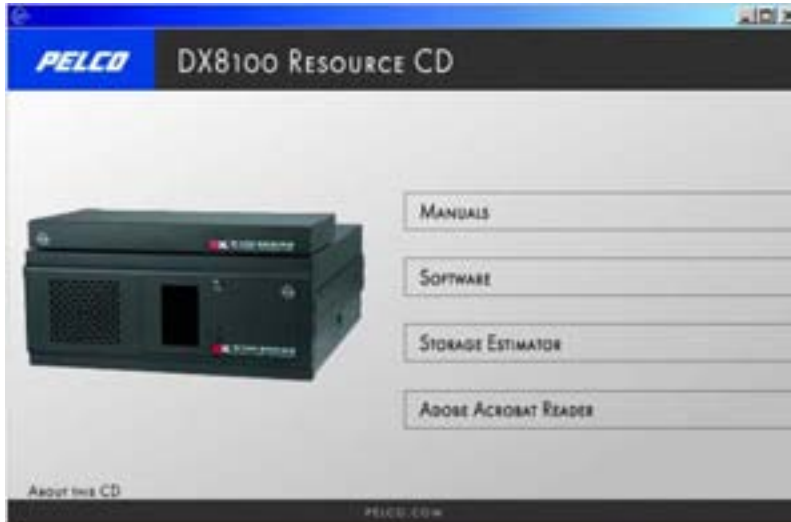 PELCO
DX8100 RESOURCE CD
MANUALS
SOFTWARE
STORAGE ESTIMATOR
ADOBE ACROBAT READER
ABOUT THIS CD
PELCO.COM